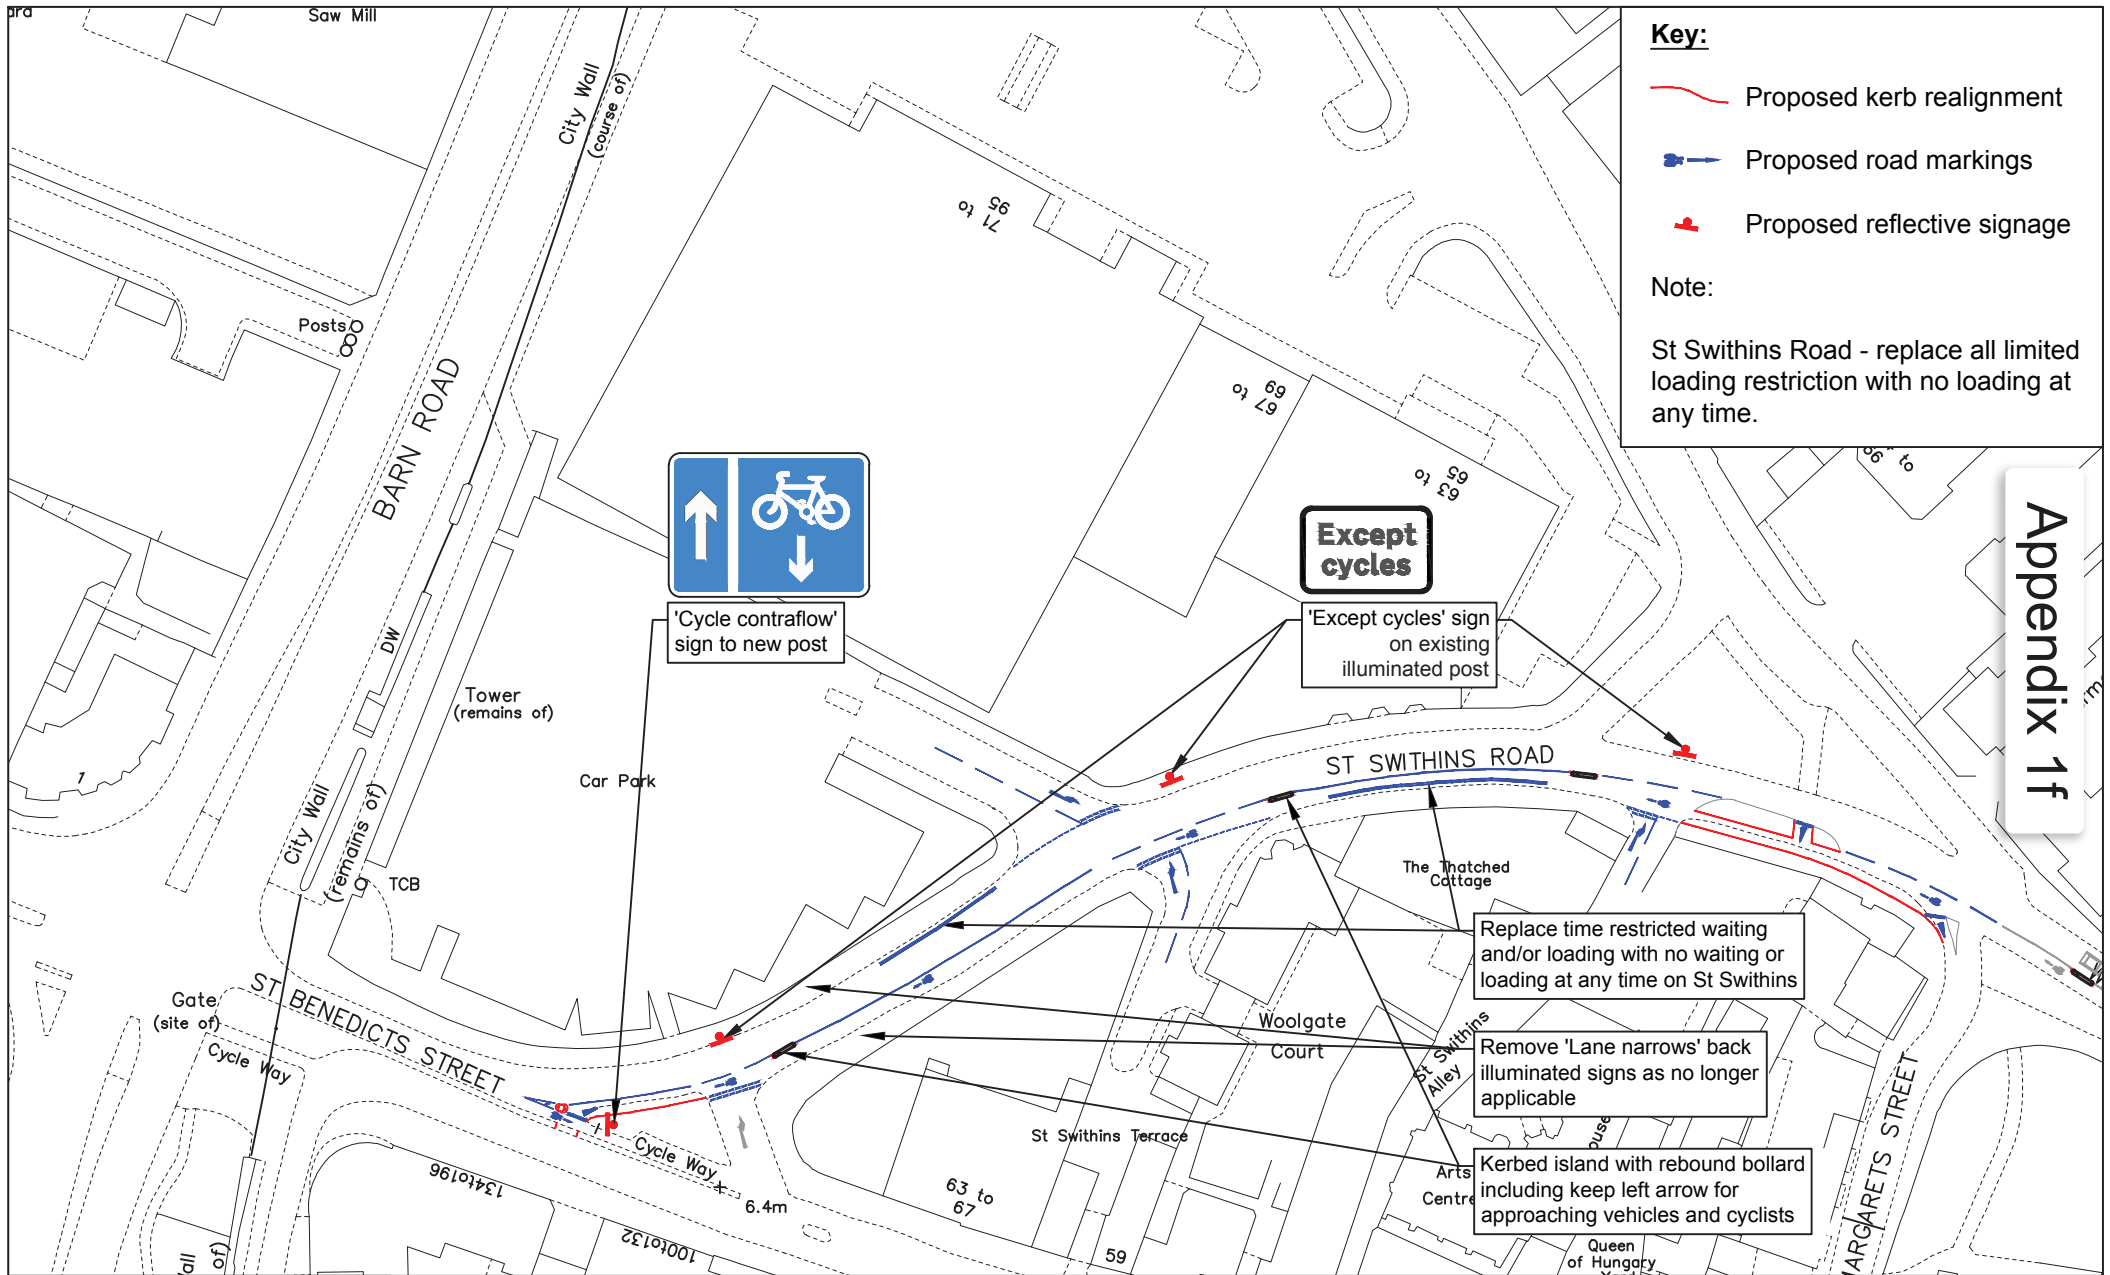 Saw Mill
City Wall
(course of)
Key:
Proposed kerb realignment
Proposed road markings
Proposed reflective signage
Note:
St Swithins Road - replace all limited
loading restriction with no loading at
any time.
Appendix 1f
71 to
95
Posts
BARN ROAD
67 to
69
63 to
65
to
Except
cycles
'Cycle contraflow'
sign to new post
'Except cycles' sign
on existing
illuminated post
DW
Tower
(remains of)
Car Park
ST SWITHINS ROAD
1
City Wall
(remains of)
TCB
The Thatched
Cottage
Replace time restricted waiting
and/or loading with no waiting or
loading at any time on St Swithins
Gate
(site of)
ST BENEDICTS STREET
Cycle Way
Woolgate
Court
St Swithins
Alley
Remove 'Lane narrows' back
illuminated signs as no longer
applicable
St Swithins Terrace
Cycle Way
6.4m
134to196
100to132
63 to
67
59
Arts
Centre
Kerbed island with rebound bollard
including keep left arrow for
approaching vehicles and cyclists
Queen
of Hungary
MARGARETS STREET
of)